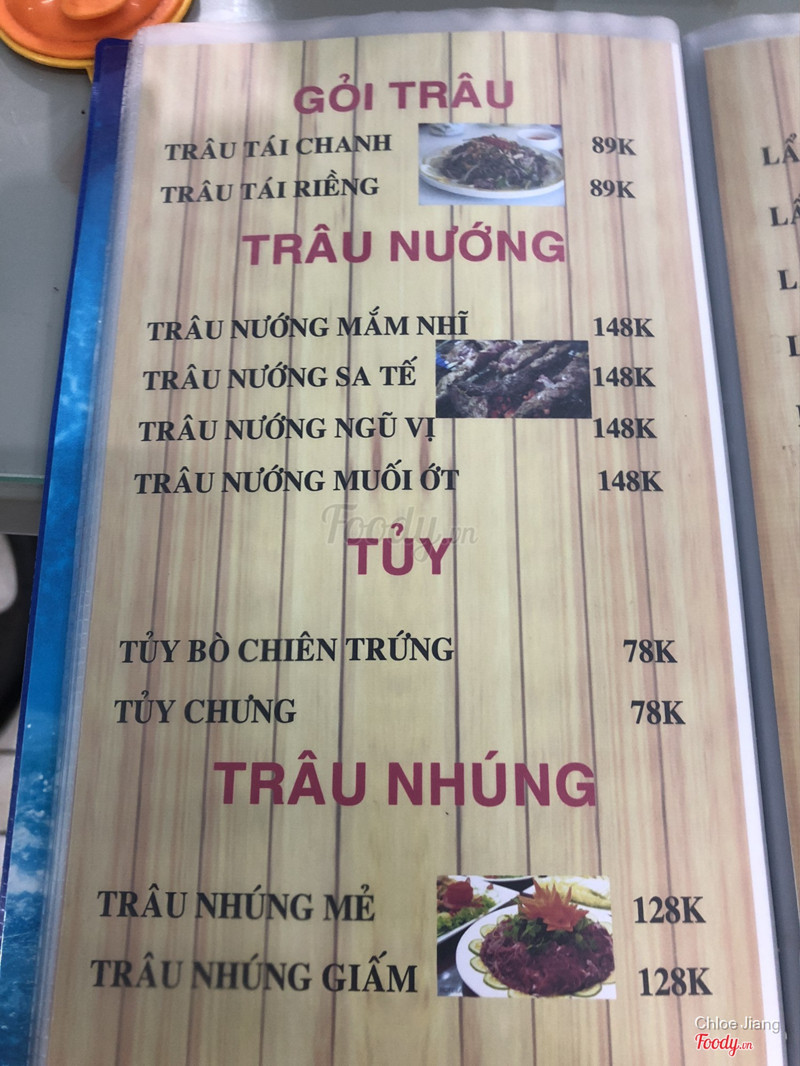 GỎI TRÂU
TRÂU TÁI CHANH 89K
TRÂU TÁI RIỀNG 89K
TRÂU NƯỚNG
TRÂU NƯỚNG MẮM NHĨ 148K
TRÂU NƯỚNG SA TẾ 148K
TRÂU NƯỚNG NGŨ VỊ 148K
TRÂU NƯỚNG MUỐI ỚT 148K
Foody.vn
TỦY
TỦY BÒ CHIÊN TRỨNG 78K
TỦY CHƯNG 78K
TRÂU NHÚNG
TRÂU NHÚNG MẺ 128K
TRÂU NHÚNG GIẤM 128K
Chloe Jiang
Foody.vn